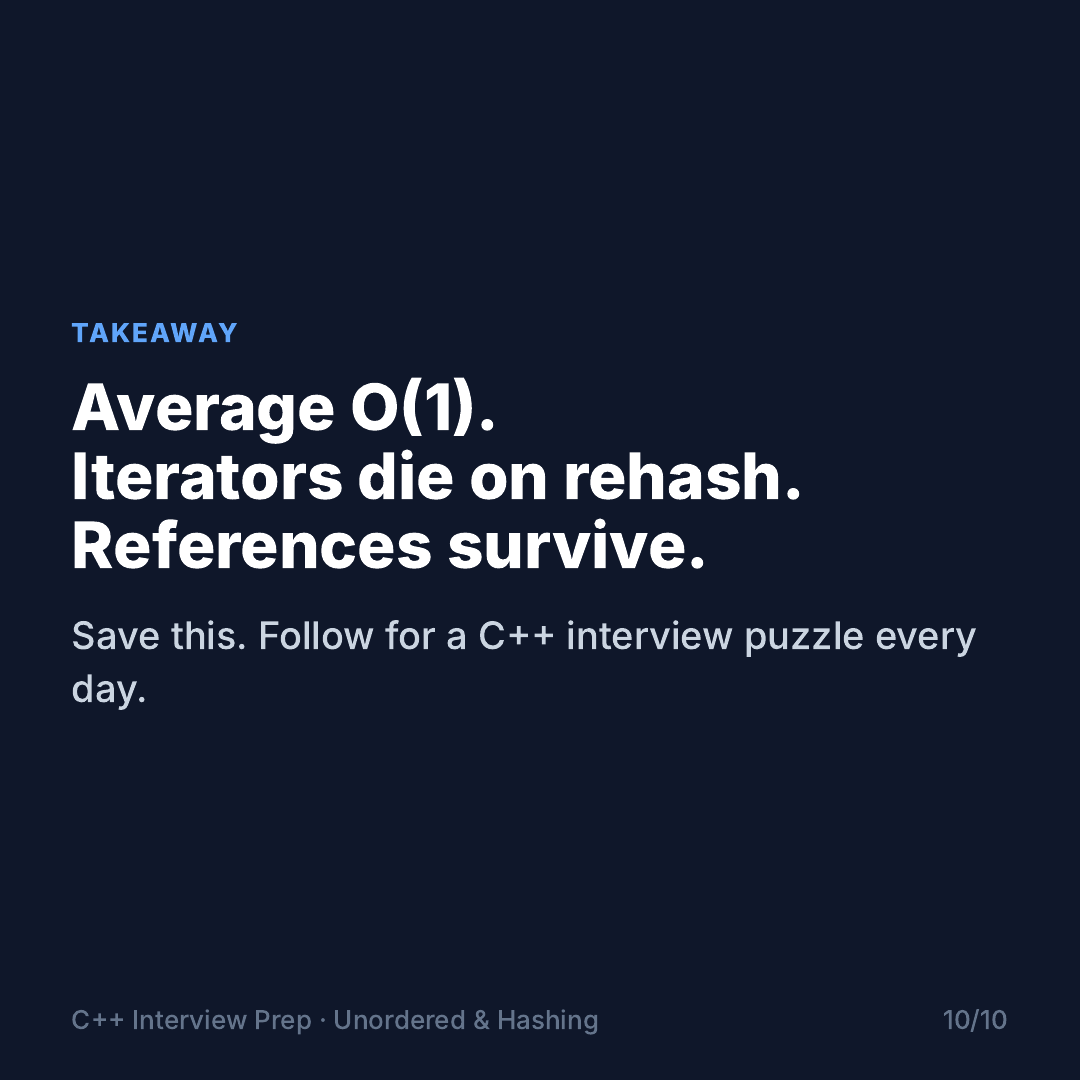 TAKEAWAY
Average O(1).
Iterators die on rehash.
References survive.
Save this. Follow for a C++ interview puzzle every
day.
C++ Interview Prep · Unordered & Hashing
10/10